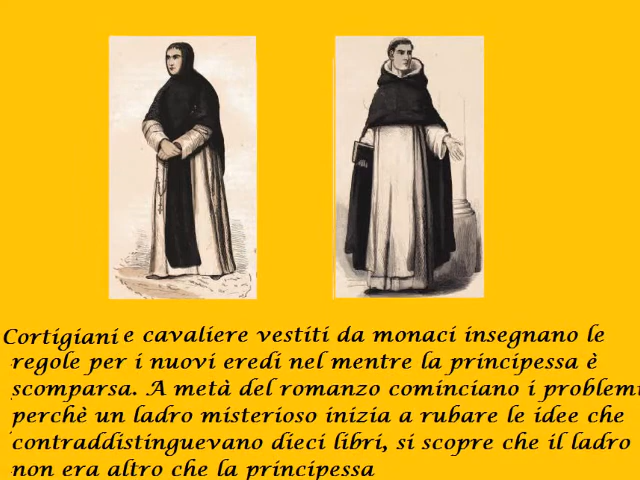 Cortigiani e cavaliere vestiti da monaci insegnano le
regole per i nuovi eredi nel mentre la principessa è
scomparsa. A metà del romanzo cominciano i problemi
perchè un ladro misterioso inizia a rubare le idee che
contraddistinguevano dieci libri, si scopre che il ladro
non era altro che la principessa